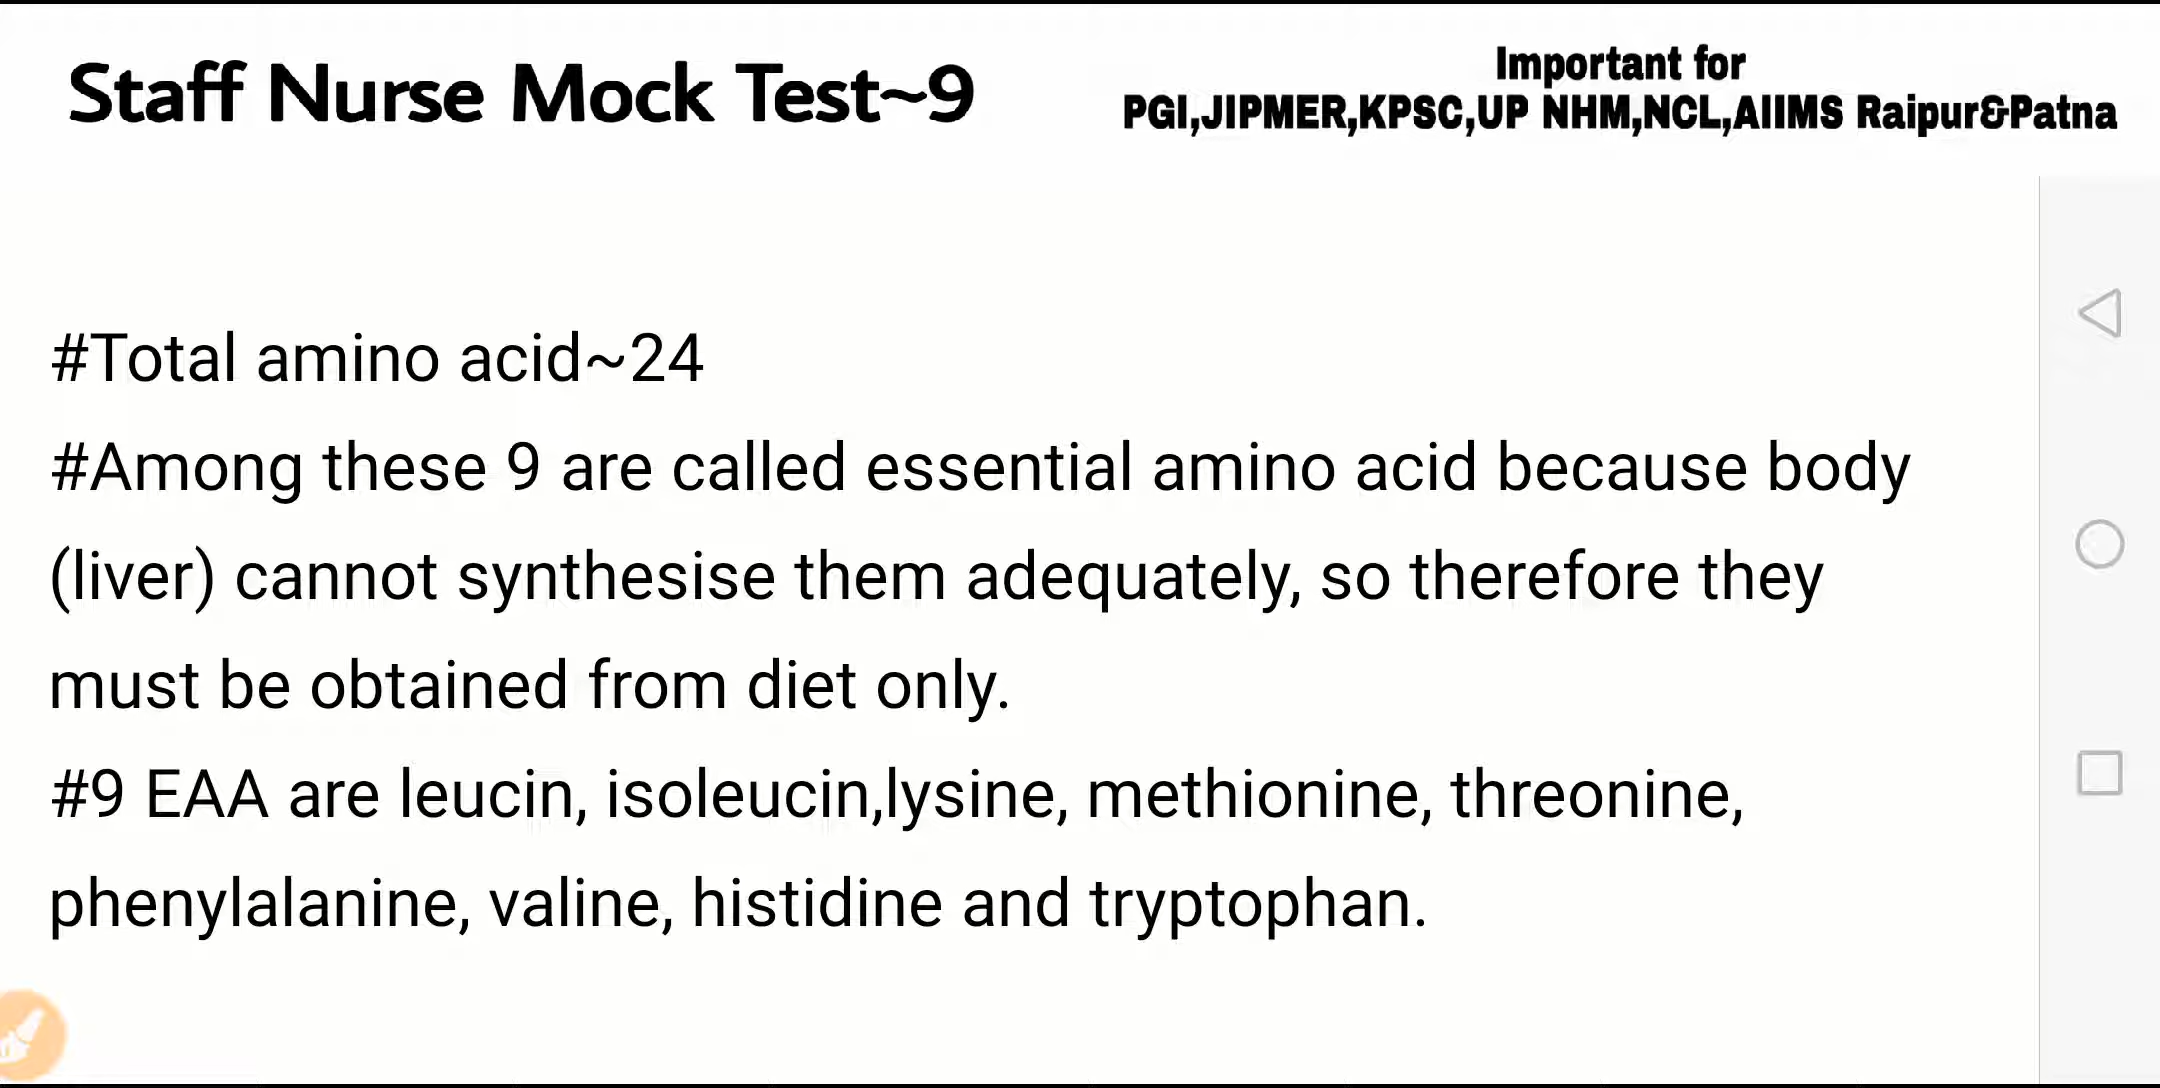 Staff Nurse Mock Test~9
Important for
PGI,JIPMER,KPSC,UP NHM,NCL,AIIMS Raipur&Patna
#Total amino acid~24
#Among these 9 are called essential amino acid because body
(liver) cannot synthesise them adequately, so therefore they
must be obtained from diet only.
#9 EAA are leucin, isoleucin,lysine, methionine, threonine,
phenylalanine, valine, histidine and tryptophan.